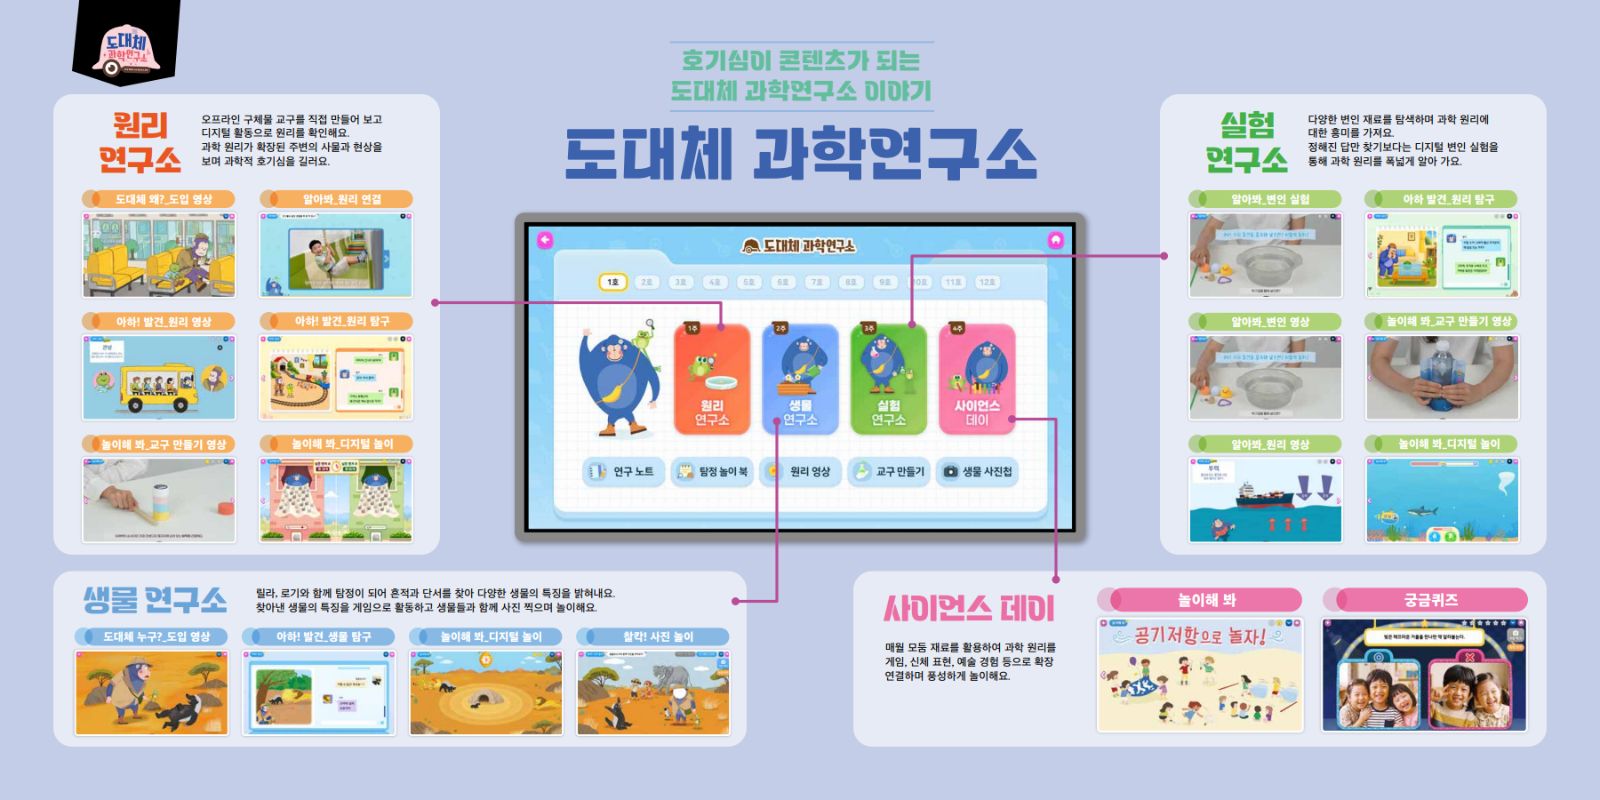 도대체
과학연구소
호기심이 콘텐츠가 되는
도대체 과학연구소 이야기
도대체 과학연구소
원리
연구소
오프라인 구체물 교구를 직접 만들어 보고
디지털 활동으로 원리를 확인해요.
과학 원리가 확장된 주변의 사물과 현상을
보며 과학적 호기심을 길러요.
도대체 왜?_도입 영상
알아봐_원리 연결
아하! 발견_원리 영상
아하! 발견_원리 탐구
관성
놀이해 봐_교구 만들기 영상
놀이해 봐_디지털 놀이
도대체 과학연구소
1호
2호
3호
4호
5호
6호
7호
8호
9호
10호
11호
12호
1주
원리
연구소
2주
생물
연구소
3주
실험
연구소
4주
사이언스
데이
연구 노트
탐정 놀이 북
원리 영상
교구 만들기
생물 사진첩
실험
연구소
다양한 변인 재료를 탐색하며 과학 원리에
대한 흥미를 가져요.
정해진 답만 찾기보다는 디지털 변인 실험을
통해 과학 원리를 폭넓게 알아 가요.
알아봐_변인 실험
아하 발견_원리 탐구
알아봐_변인 영상
놀이해 봐_교구 만들기 영상
알아봐_원리 영상
놀이해 봐_디지털 놀이
부력
생물 연구소
릴라, 로기와 함께 탐정이 되어 흔적과 단서를 찾아 다양한 생물의 특징을 밝혀내요.
찾아낸 생물의 특징을 게임으로 활동하고 생물들과 함께 사진 찍으며 놀이해요.
도대체 누구?_도입 영상
아하! 발견_생물 탐구
놀이해 봐_디지털 놀이
찰칵! 사진 놀이
사이언스 데이
매월 모둠 재료를 활용하여 과학 원리를
게임, 신체 표현, 예술 경험 등으로 확장
연결하며 풍성하게 놀이해요.
놀이해 봐
공기저항으로 놀자!
궁금퀴즈
빛은 매끄러운 거울을 만나면 꺾 달라붙는다.